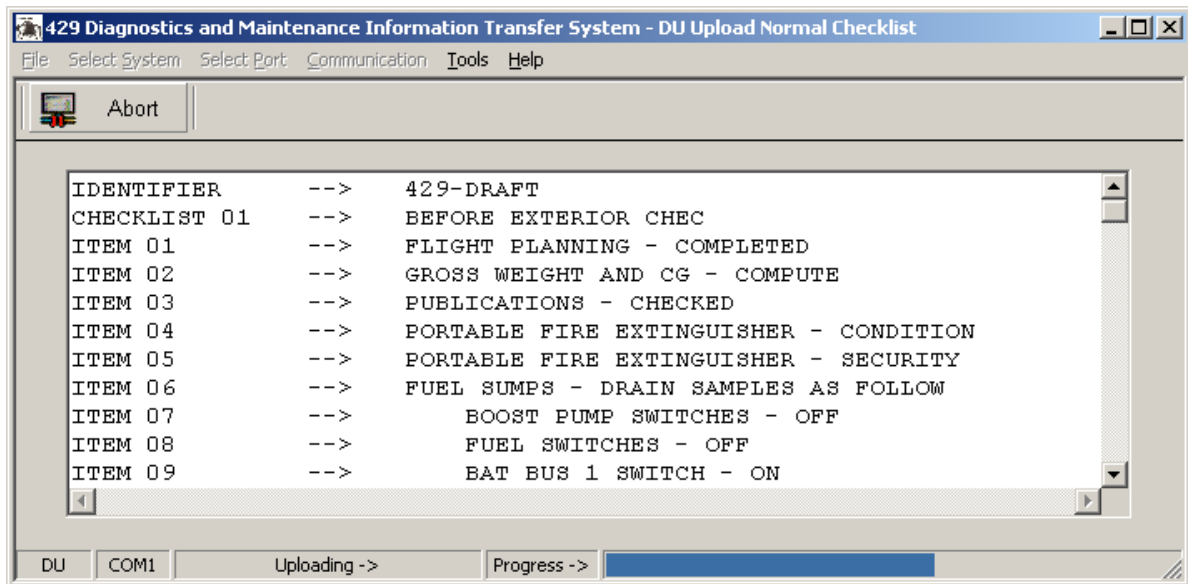 429 Diagnostics and Maintenance Information Transfer System - DU Upload Normal Checklist
File Select System Select Port Communication Tools Help
Abort
IDENTIFIER --> 429-DRAFT
CHECKLIST 01 --> BEFORE EXTERIOR CHEC
ITEM 01 --> FLIGHT PLANNING - COMPLETED
ITEM 02 --> GROSS WEIGHT AND CG - COMPUTE
ITEM 03 --> PUBLICATIONS - CHECKED
ITEM 04 --> PORTABLE FIRE EXTINGUISHER - CONDITION
ITEM 05 --> PORTABLE FIRE EXTINGUISHER - SECURITY
ITEM 06 --> FUEL SUMPS - DRAIN SAMPLES AS FOLLOW
ITEM 07 --> BOOST PUMP SWITCHES - OFF
ITEM 08 --> FUEL SWITCHES - OFF
ITEM 09 --> BAT BUS 1 SWITCH - ON
DU COM1 Uploading -> Progress ->